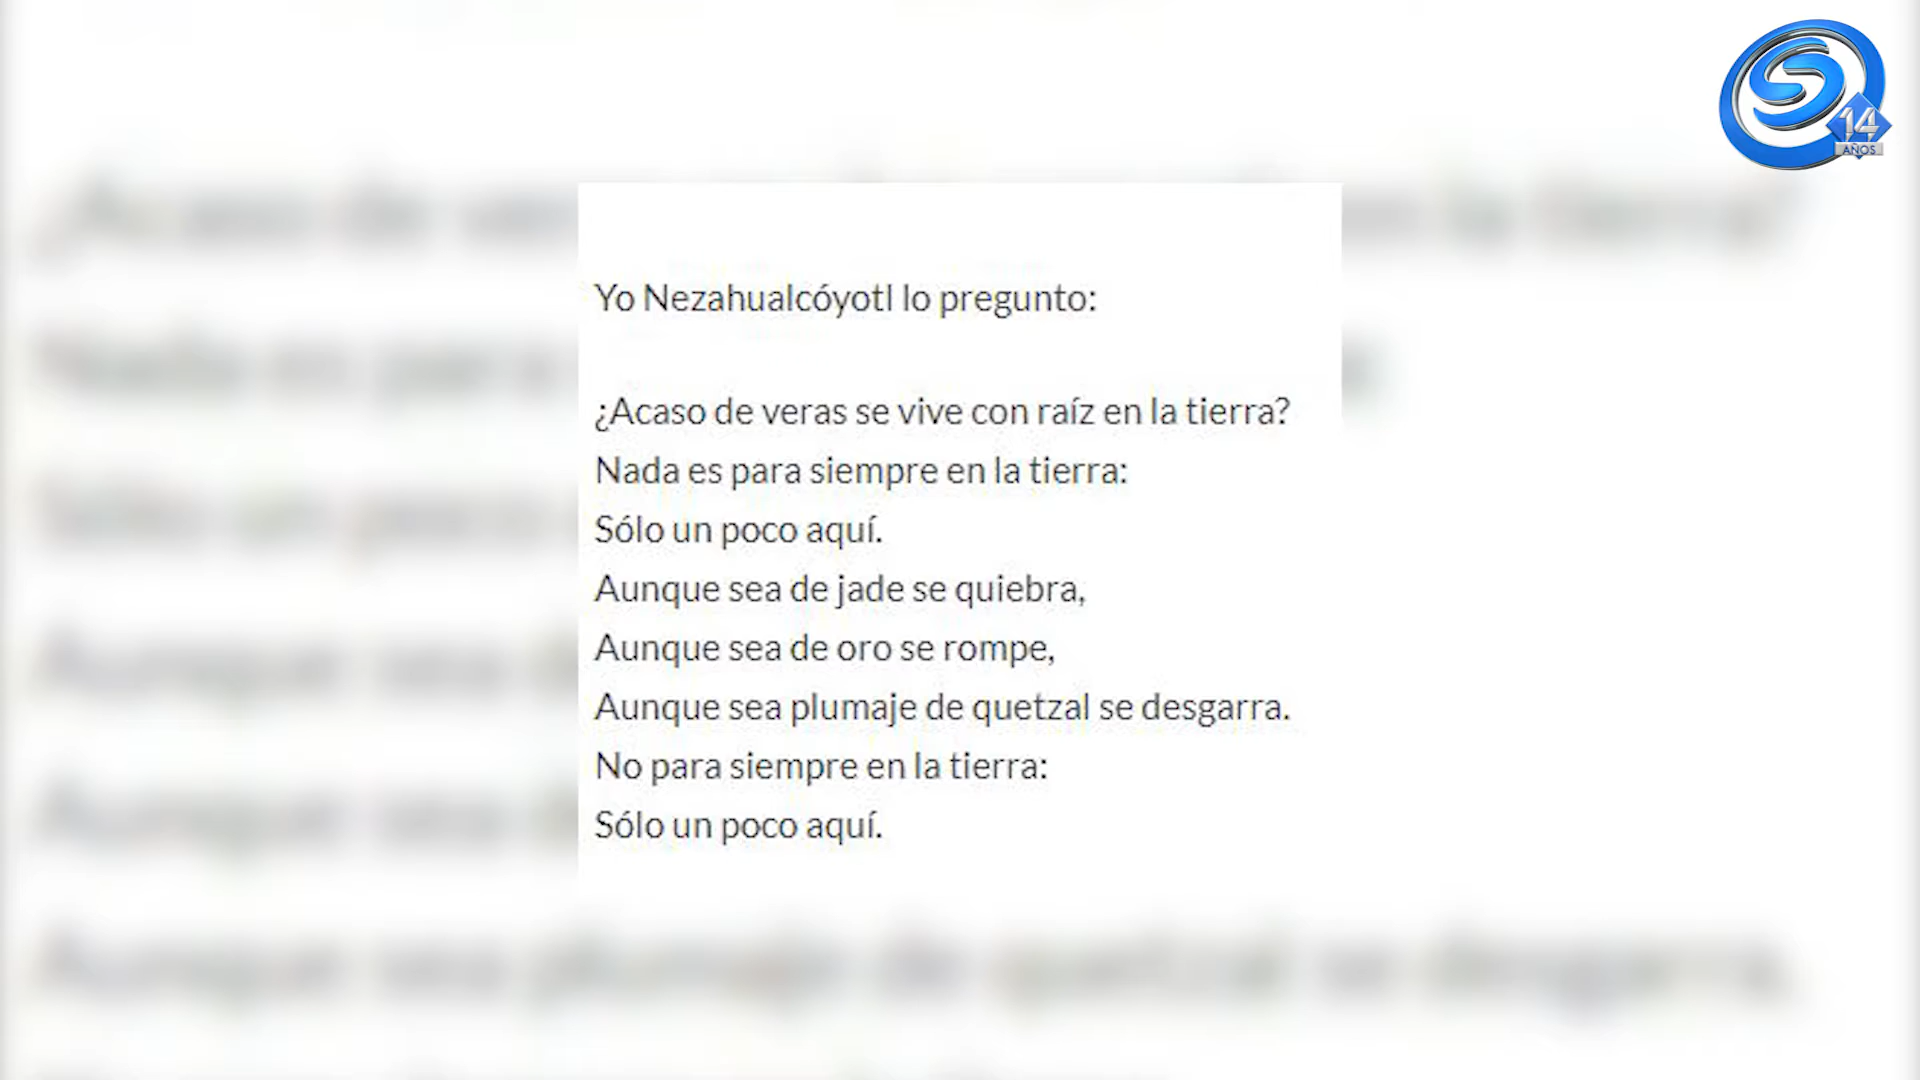 Yo Nezahualcóyotl lo pregunto:
¿Acaso de veras se vive con raíz en la tierra?
Nada es para siempre en la tierra:
Sólo un poco aquí.
Aunque sea de jade se quiebra,
Aunque sea de oro se rompe,
Aunque sea plumaje de quetzal se desgarra.
No para siempre en la tierra:
Sólo un poco aquí.
S
14
AÑOS